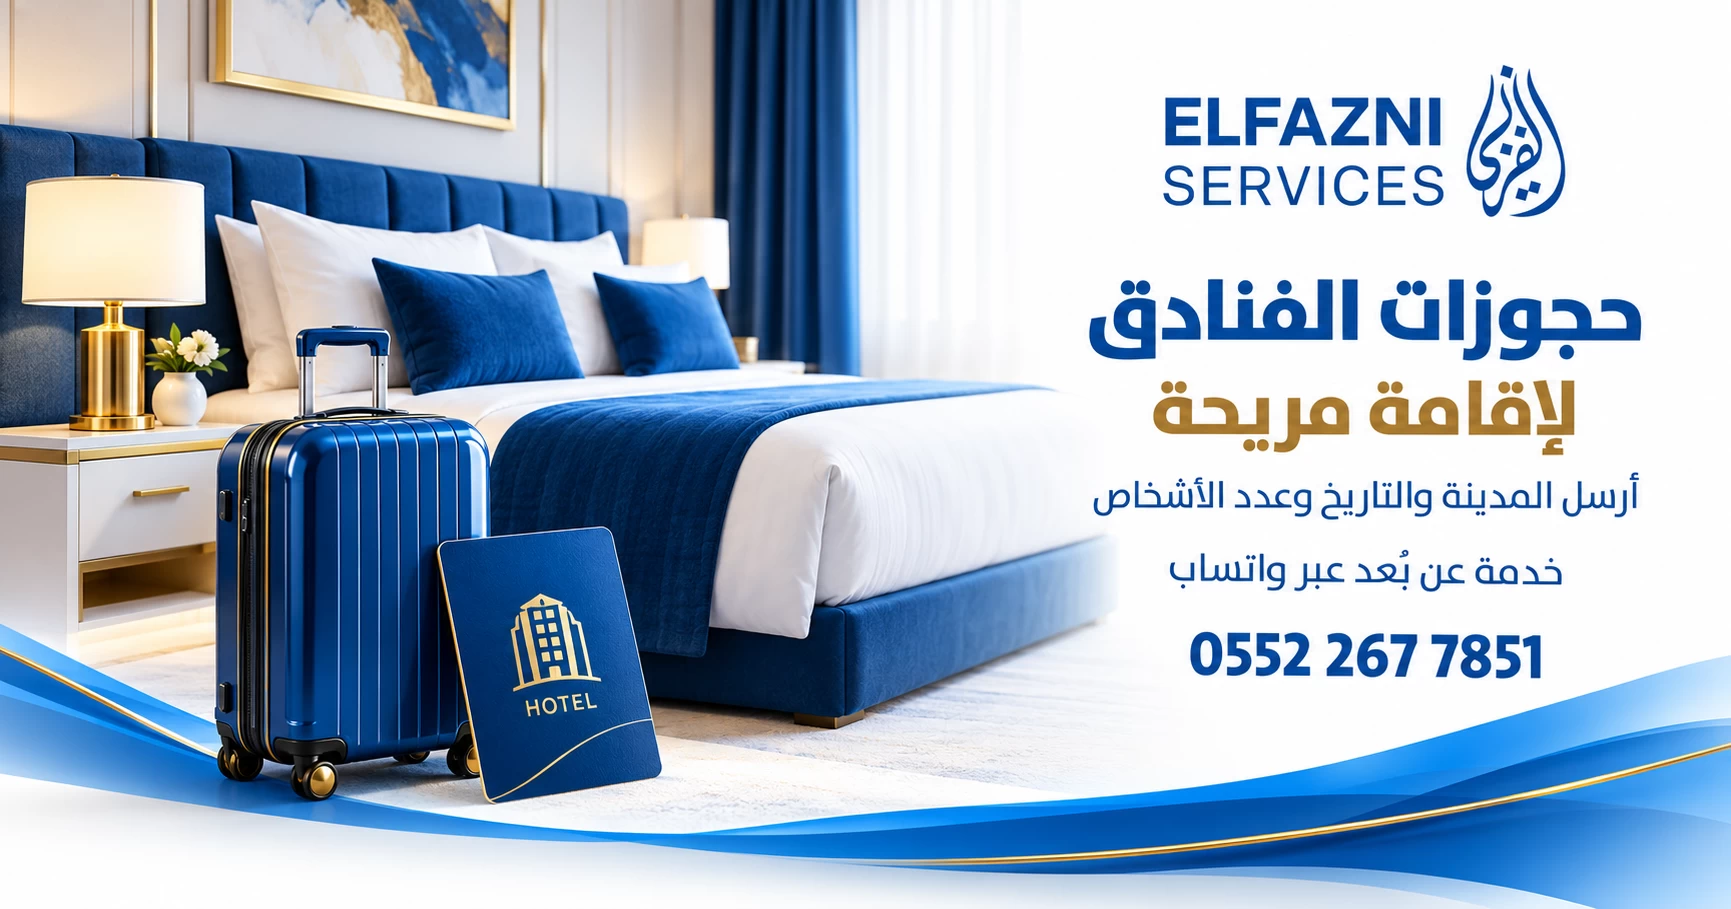 ELFAZNI
SERVICES
الفزني
حجوزات الفنادق
لإقامة مريحة
أرسل المدينة والتاريخ وعدد الأشخاص
خدمة عن بُعد عبر واتساب
0552 267 7851
HOTEL